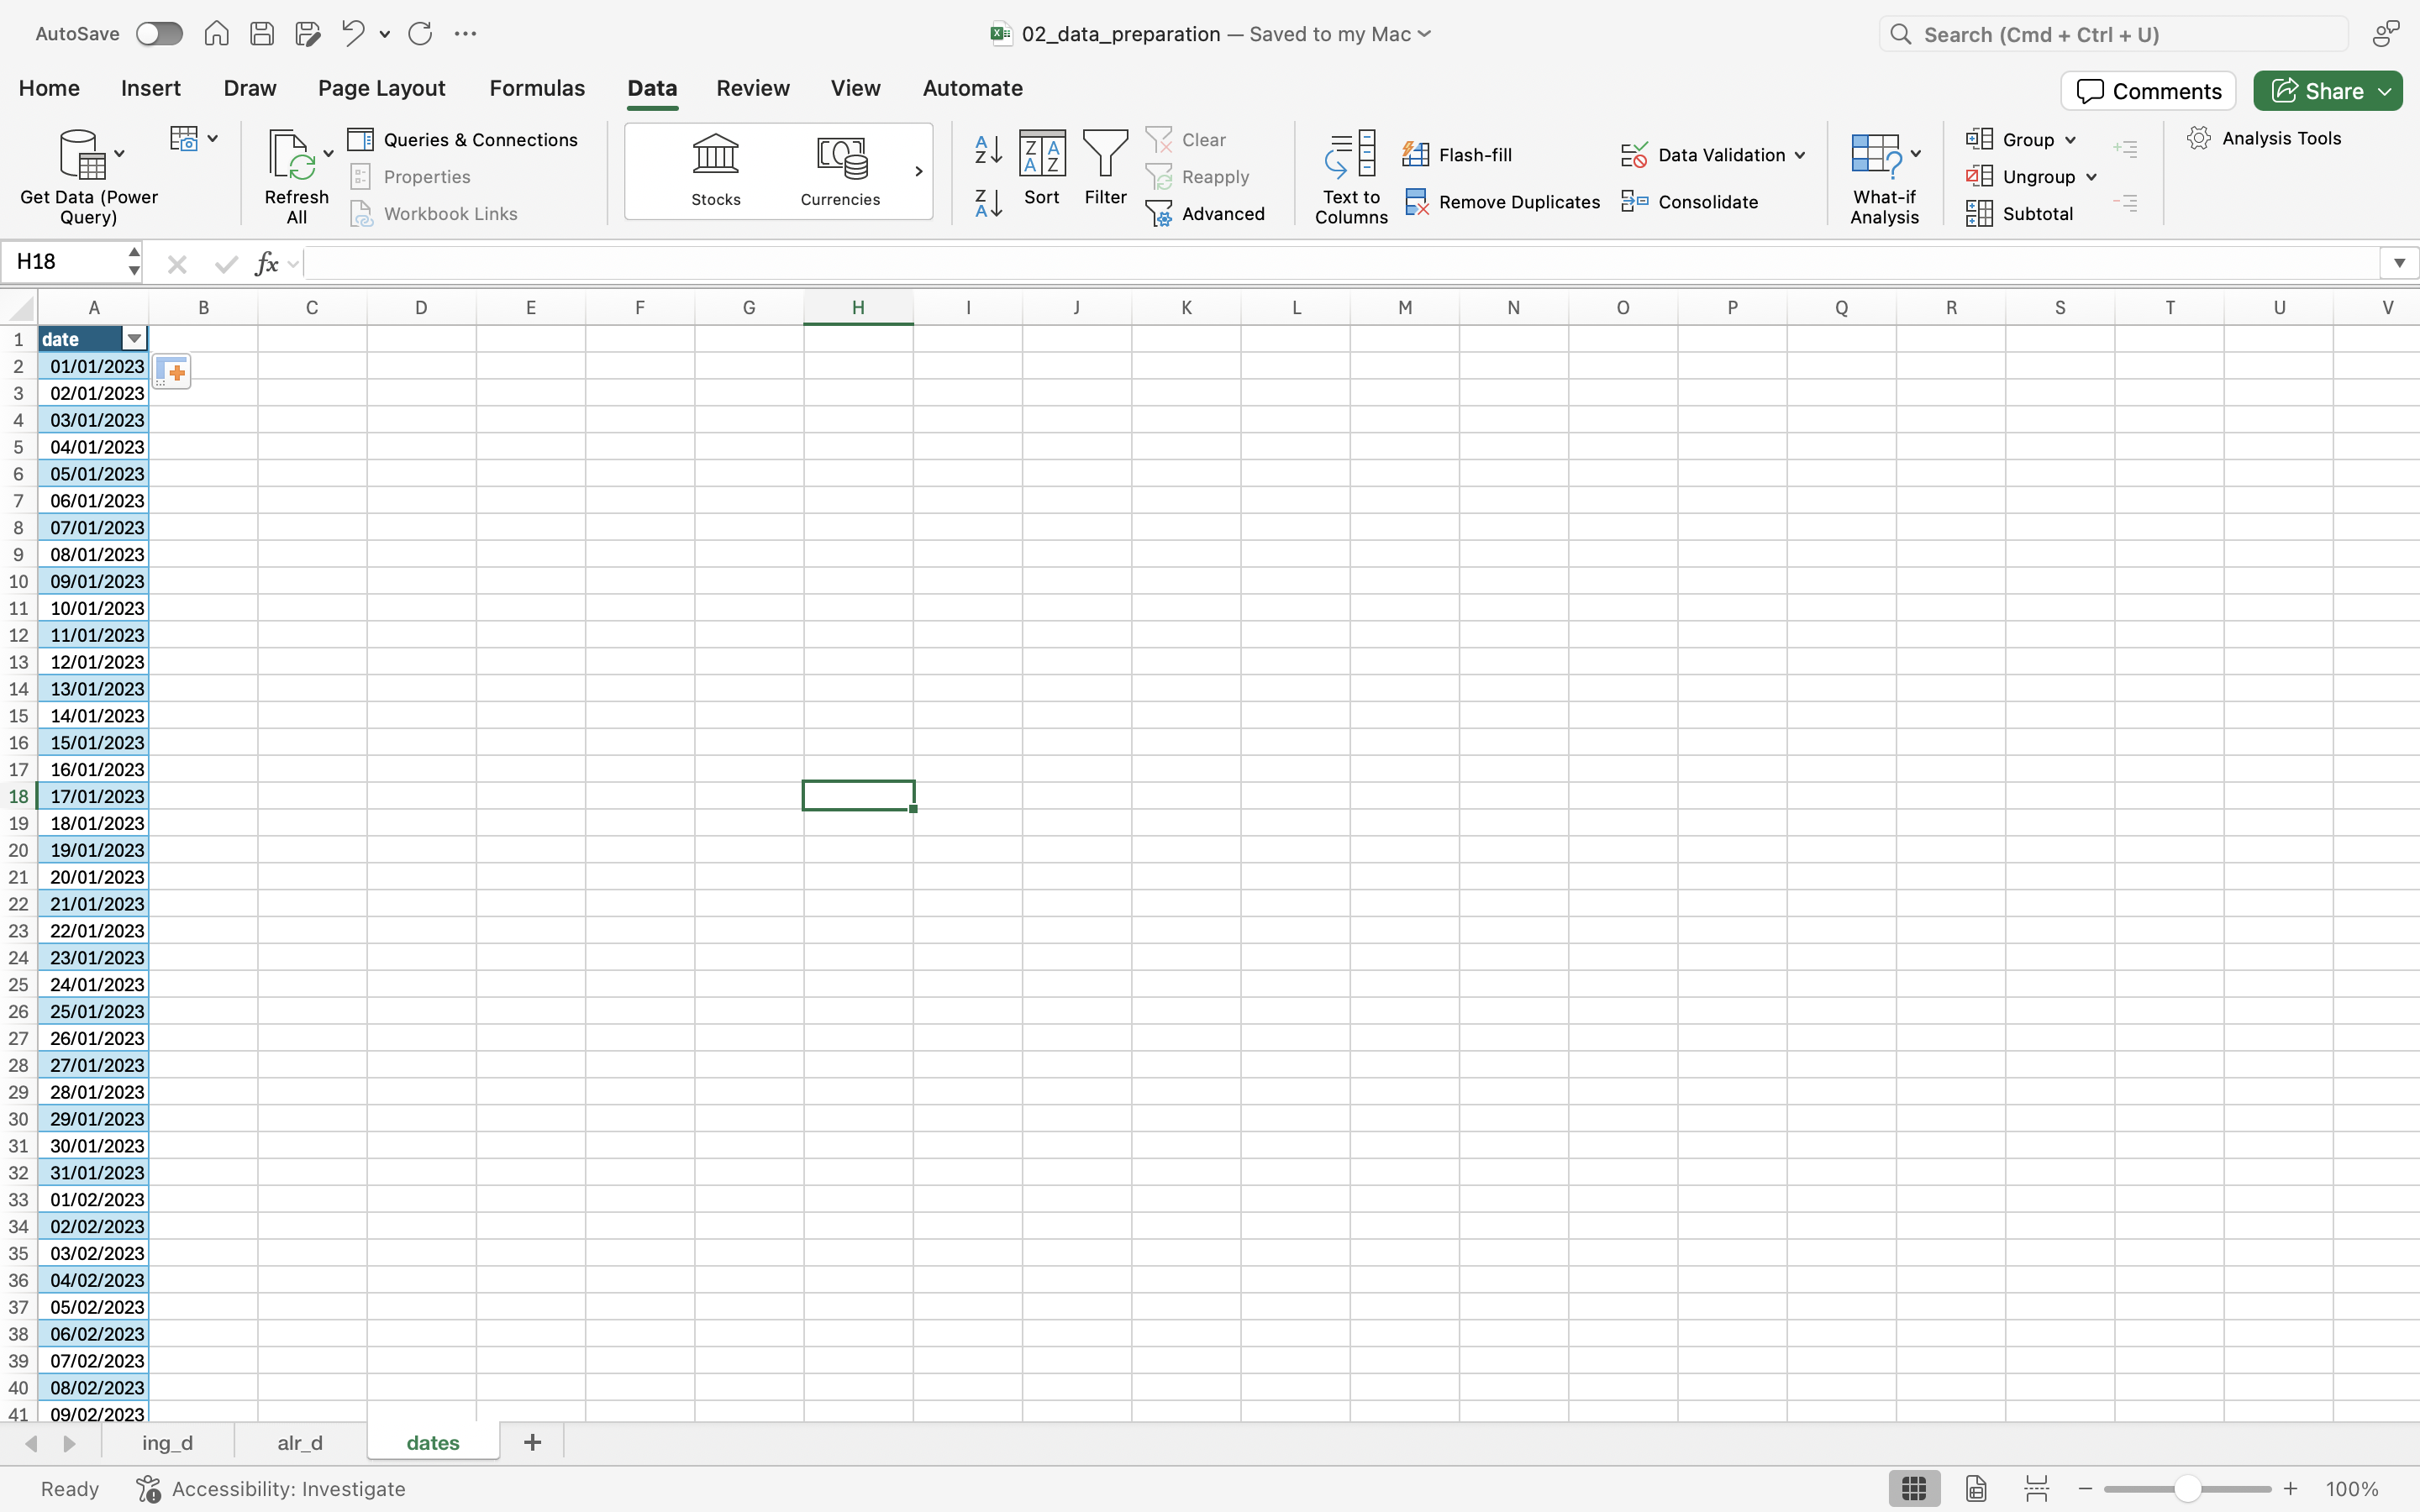 AutoSave
02_data_preparation — Saved to my Mac
Search (Cmd + Ctrl + U)
Home Insert Draw Page Layout Formulas Data Review View Automate
Comments Share
Get Data (Power Query)
Refresh All
Queries & Connections
Properties
Workbook Links
Stocks
Currencies
Sort
Filter
Clear
Reapply
Advanced
Text to Columns
Flash-fill
Remove Duplicates
Data Validation
Consolidate
What-if Analysis
Group
Ungroup
Subtotal
Analysis Tools
H18 fx
A B C D E F G H I J K L M N O P Q R S T U V
1 date
2 01/01/2023
3 02/01/2023
4 03/01/2023
5 04/01/2023
6 05/01/2023
7 06/01/2023
8 07/01/2023
9 08/01/2023
10 09/01/2023
11 10/01/2023
12 11/01/2023
13 12/01/2023
14 13/01/2023
15 14/01/2023
16 15/01/2023
17 16/01/2023
18 17/01/2023
19 18/01/2023
20 19/01/2023
21 20/01/2023
22 21/01/2023
23 22/01/2023
24 23/01/2023
25 24/01/2023
26 25/01/2023
27 26/01/2023
28 27/01/2023
29 28/01/2023
30 29/01/2023
31 30/01/2023
32 31/01/2023
33 01/02/2023
34 02/02/2023
35 03/02/2023
36 04/02/2023
37 05/02/2023
38 06/02/2023
39 07/02/2023
40 08/02/2023
41 09/02/2023
ing_d alr_d dates
Ready Accessibility: Investigate 100%